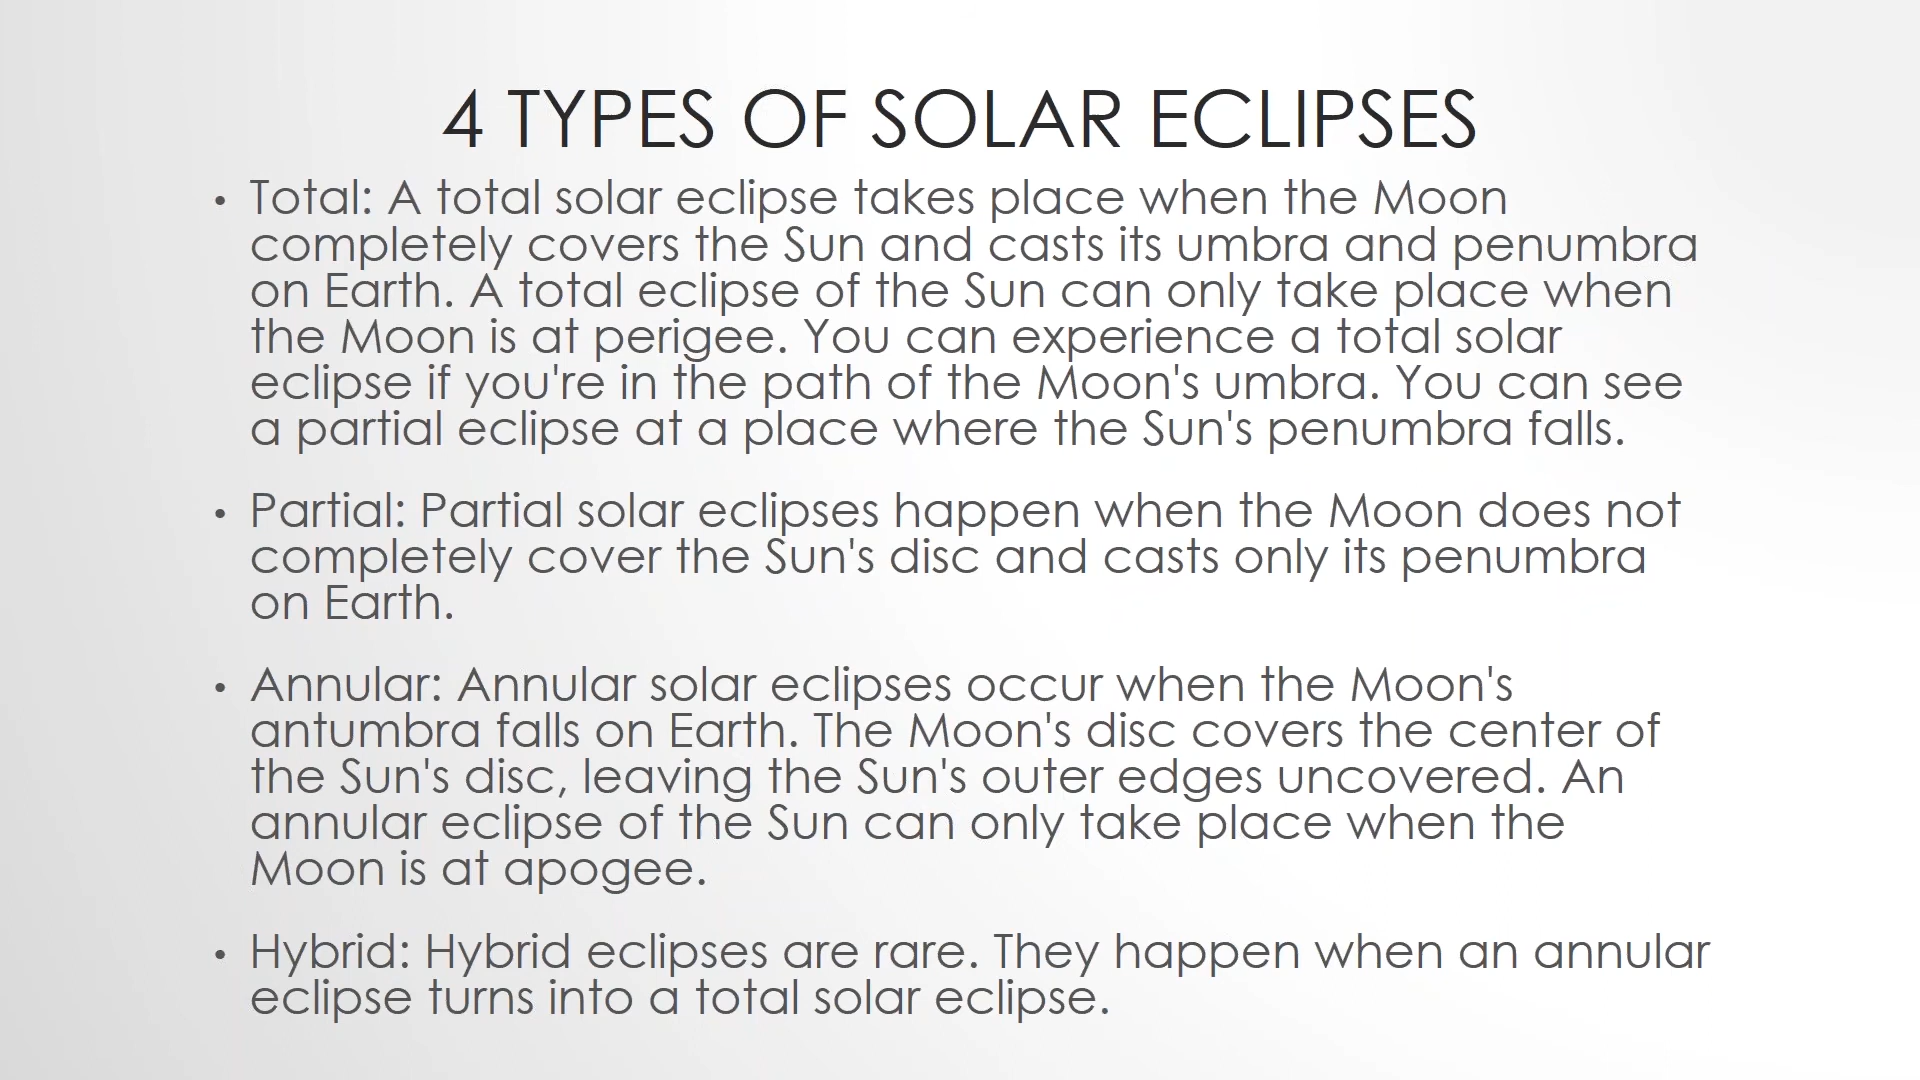 4 TYPES OF SOLAR ECLIPSES
• Total: A total solar eclipse takes place when the Moon
completely covers the Sun and casts its umbra and penumbra
on Earth. A total eclipse of the Sun can only take place when
the Moon is at perigee. You can experience a total solar
eclipse if you're in the path of the Moon's umbra. You can see
a partial eclipse at a place where the Sun's penumbra falls.
• Partial: Partial solar eclipses happen when the Moon does not
completely cover the Sun's disc and casts only its penumbra
on Earth.
• Annular: Annular solar eclipses occur when the Moon's
antumbra falls on Earth. The Moon's disc covers the center of
the Sun's disc, leaving the Sun's outer edges uncovered. An
annular eclipse of the Sun can only take place when the
Moon is at apogee.
• Hybrid: Hybrid eclipses are rare. They happen when an annular
eclipse turns into a total solar eclipse.